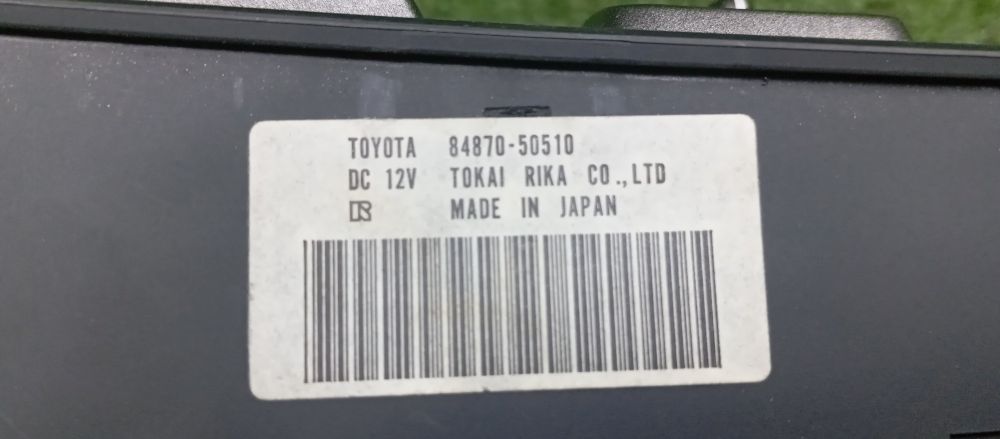 TOYOTA 84870-50510
DC 12V TOKAI RIKA CO.,LTD
MADE IN JAPAN